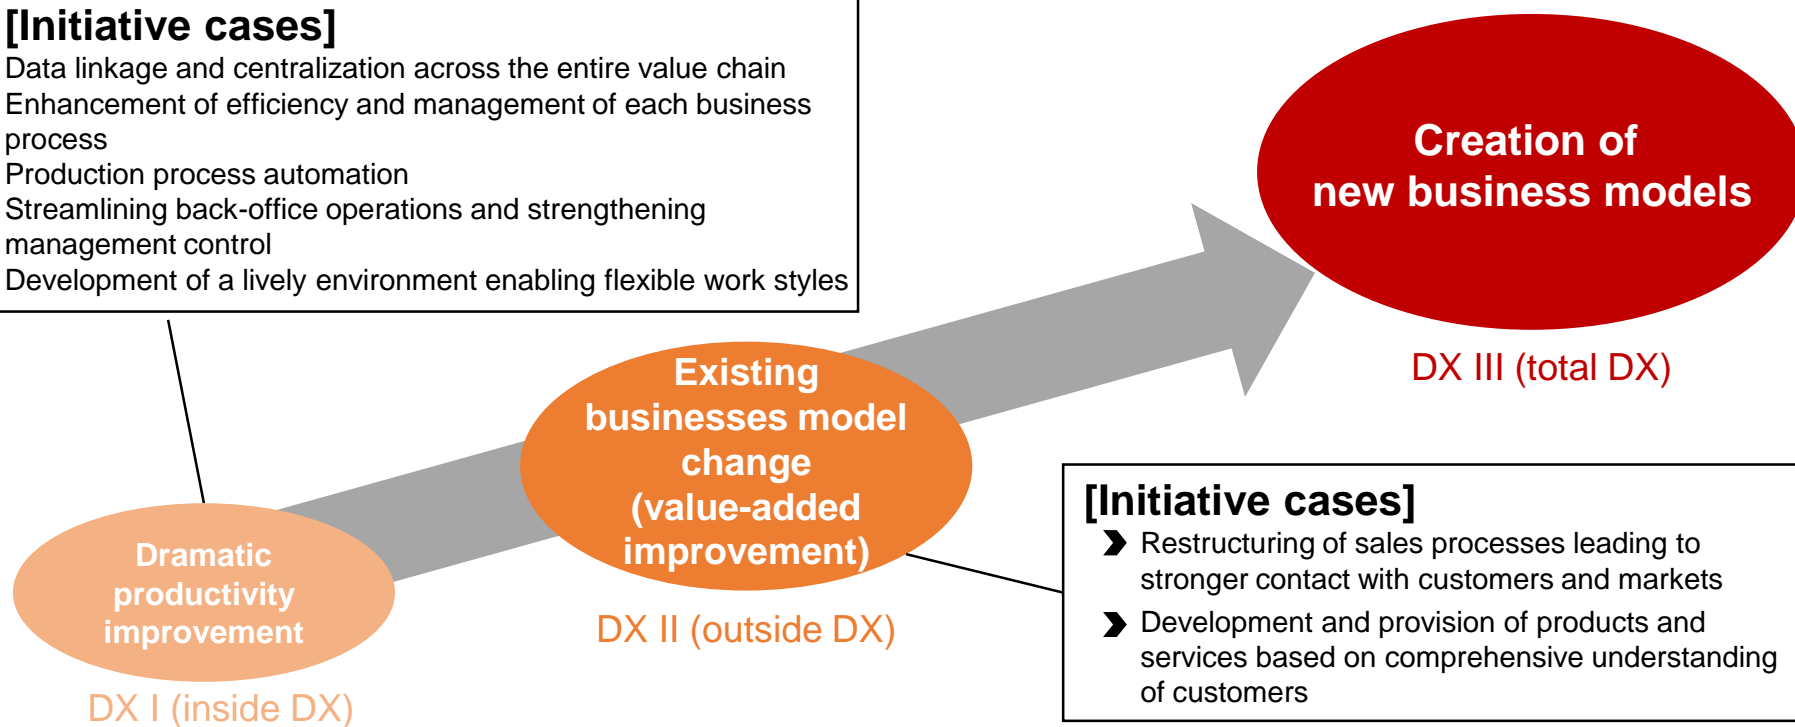 [Initiative cases]
Data linkage and centralization across the entire value chain
Enhancement of efficiency and management of each business
process
Production process automation
Streamlining back-office operations and strengthening
management control
Development of a lively environment enabling flexible work styles
Creation of
new business models
DX III (total DX)
Existing
businesses model
change
(value-added
improvement)
DX II (outside DX)
Dramatic
productivity
improvement
DX I (inside DX)
[Initiative cases]
Restructuring of sales processes leading to
stronger contact with customers and markets
Development and provision of products and
services based on comprehensive understanding
of customers